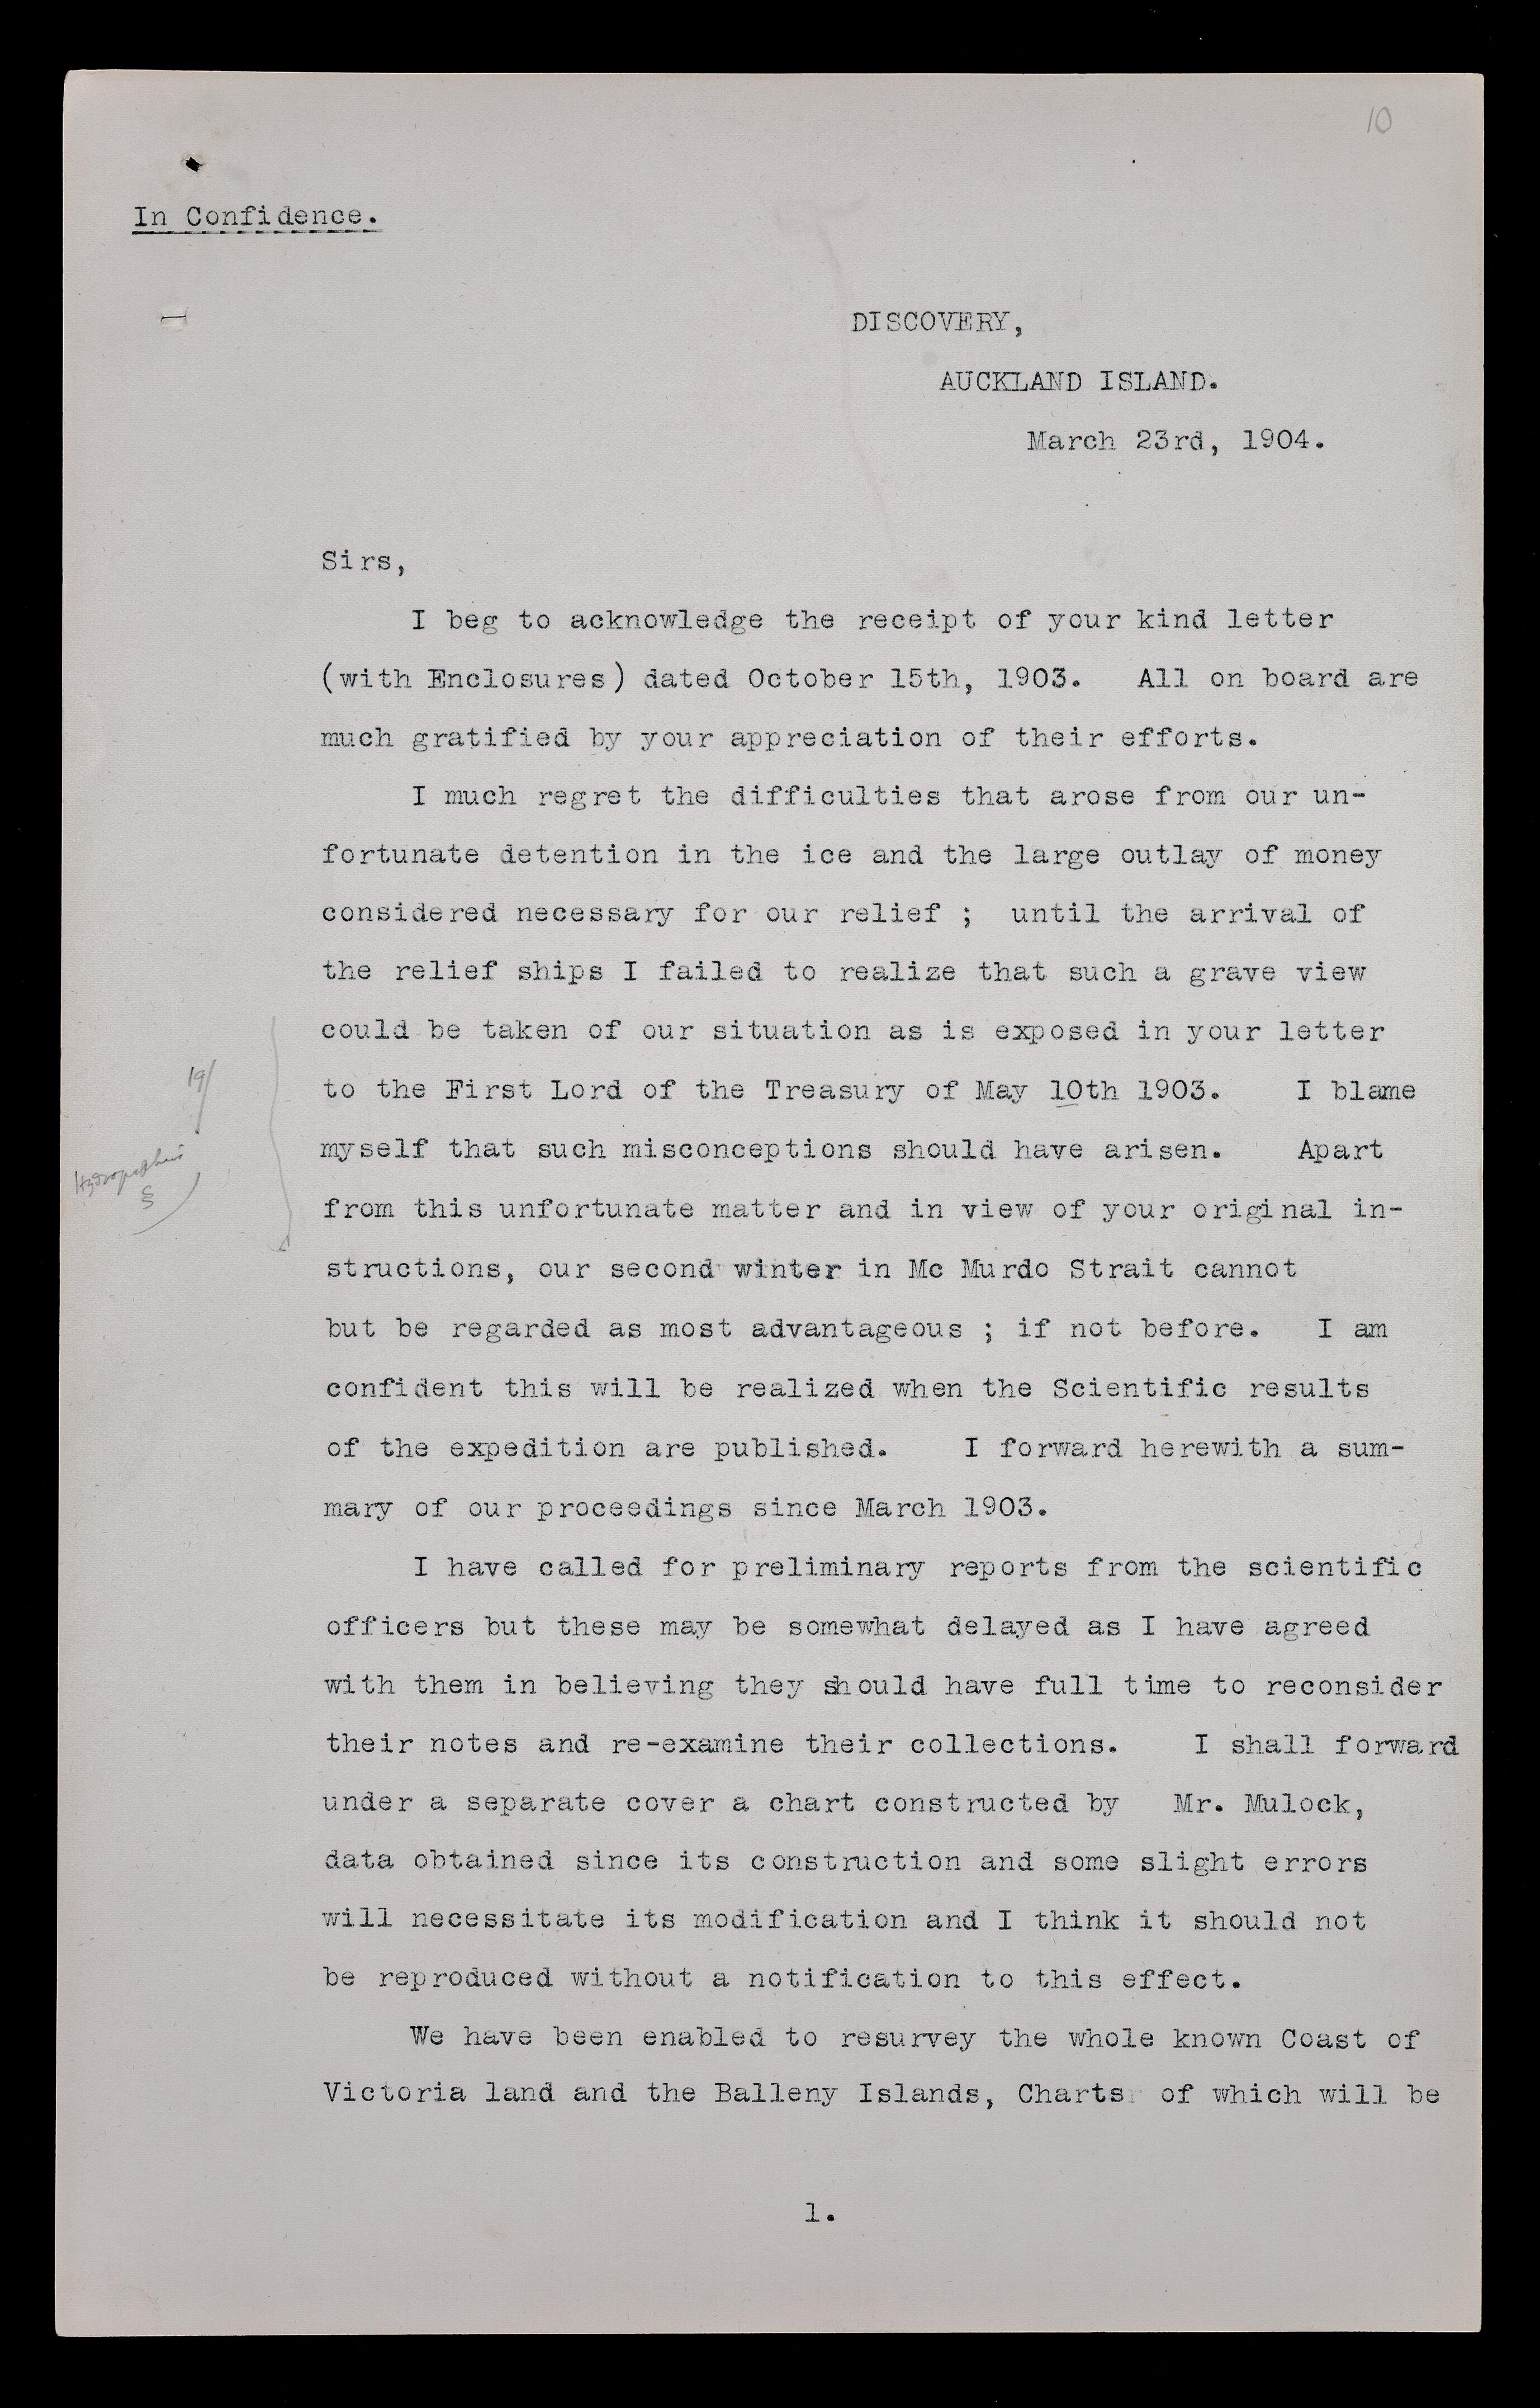 10
In Confidence.
DISCOVERY,
AUCKLAND ISLAND.
March 23rd, 1904.
Sirs,
I beg to acknowledge the receipt of your kind letter
(with Enclosures) dated October 15th, 1903. All on board are
much gratified by your appreciation of their efforts.
I much regret the difficulties that arose from our un-
fortunate detention in the ice and the large outlay of money
considered necessary for our relief ; until the arrival of
the relief ships I failed to realize that such a grave view
could be taken of our situation as is exposed in your letter
to the First Lord of the Treasury of May 10th 1903. I blame
19/
myself that such misconceptions should have arisen. Apart
from this unfortunate matter and in view of your original in-
structions, our second winter in Mc Murdo Strait cannot
but be regarded as most advantageous ; if not before. I am
confident this will be realized when the Scientific results
of the expedition are published. I forward herewith a sum-
mary of our proceedings since March 1903.
I have called for preliminary reports from the scientific
officers but these may be somewhat delayed as I have agreed
with them in believing they should have full time to reconsider
their notes and re-examine their collections. I shall forward
under a separate cover a chart constructed by Mr. Mulock,
data obtained since its construction and some slight errors
will necessitate its modification and I think it should not
be reproduced without a notification to this effect.
We have been enabled to resurvey the whole known Coast of
Victoria land and the Balleny Islands, Charts of which will be
1.